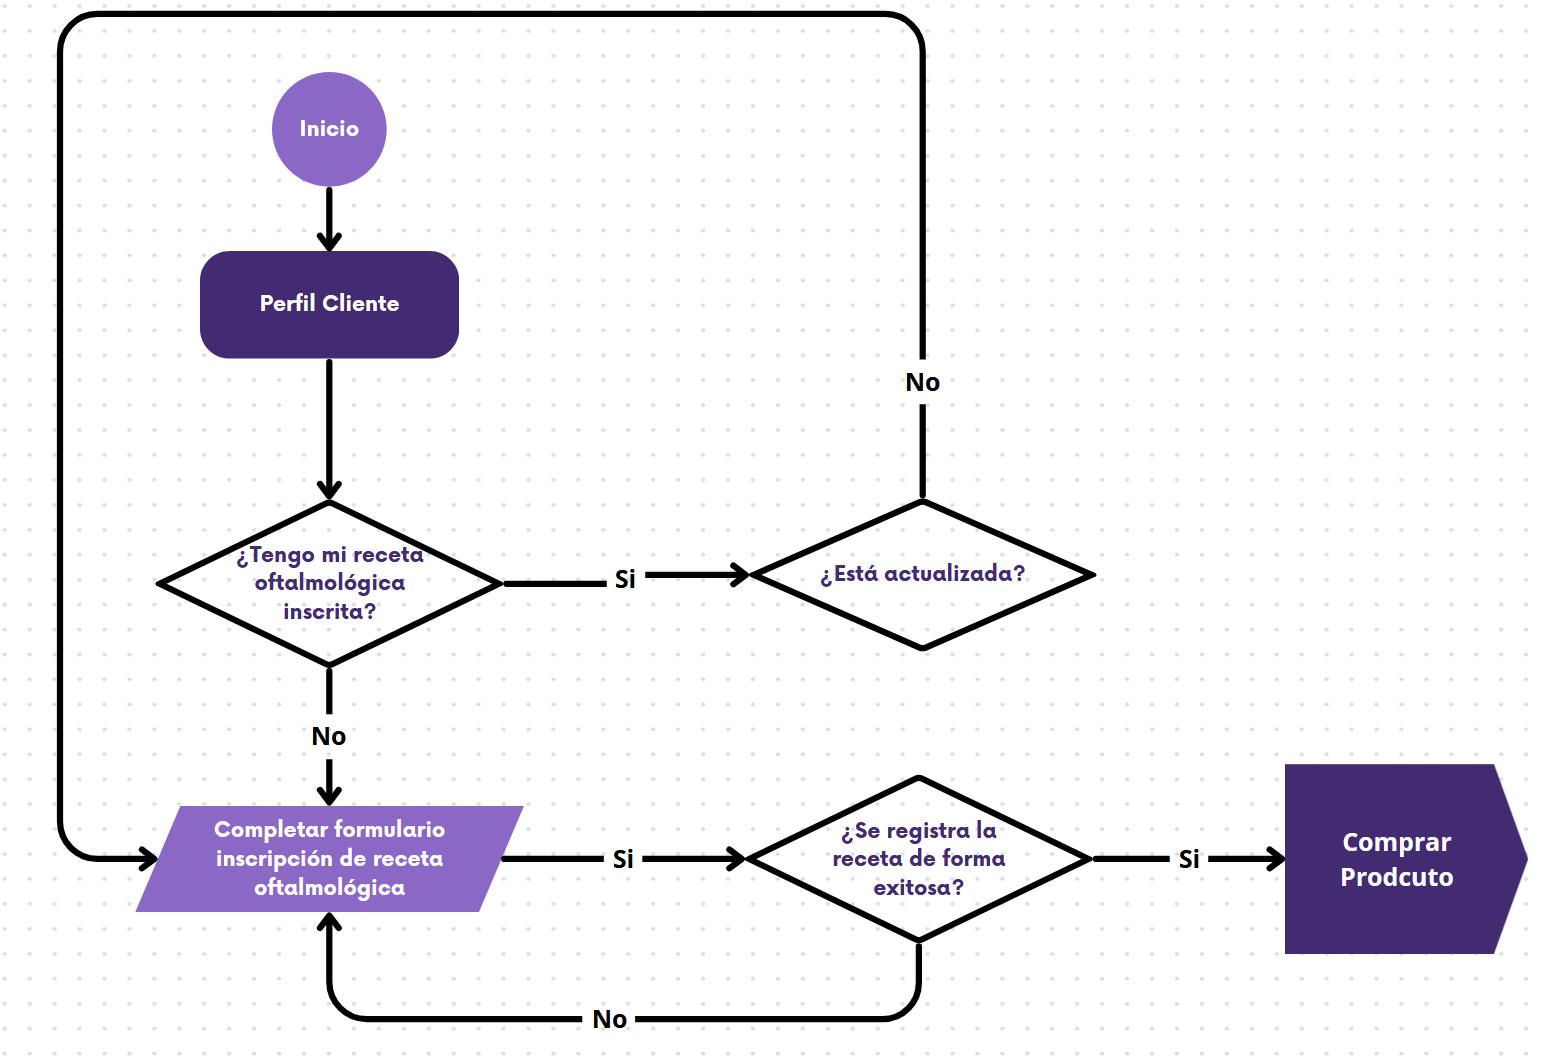 Inicio
Perfil Cliente
No
¿Tengo mi receta
oftalmológica
inscrita?
Si
¿Está actualizada?
No
Completar formulario
inscripción de receta
oftalmológica
Si
¿Se registra la
receta de forma
exitosa?
Si
Comprar
Prodcuto
No